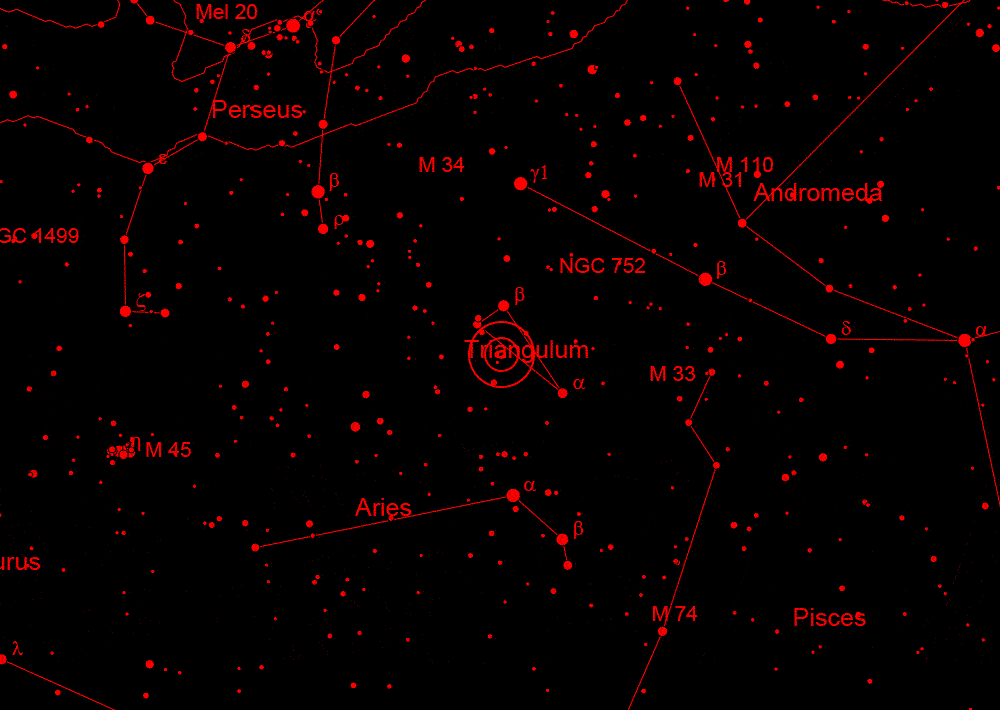 Mel 20
α
δ
Perseus
ε
M 34
γ1
M 110
M 31
Andromeda
β
ρ
GC 1499
NGC 752
β
ζ
β
δ
α
Triangulum
M 33
α
η
M 45
α
Aries
β
urus
M 74
Pisces
λ